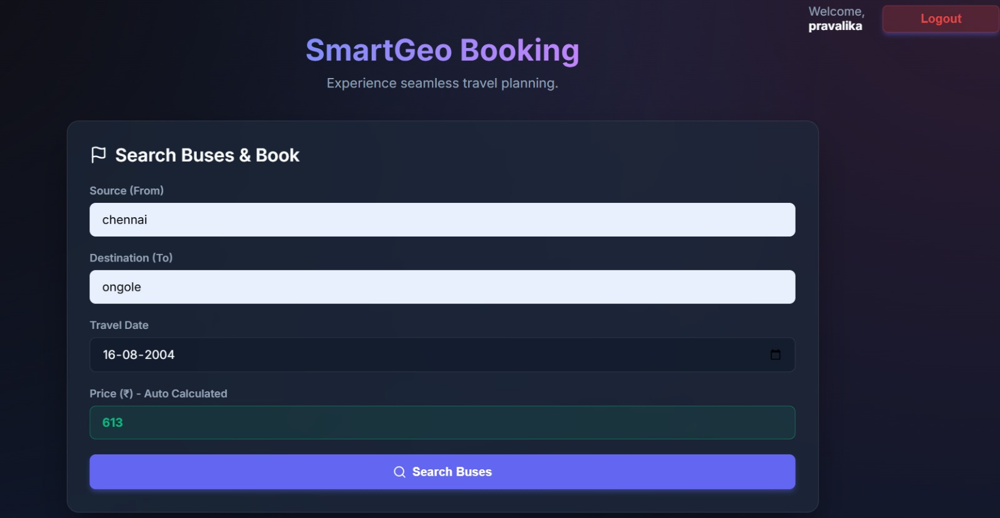 Welcome,
pravalika
Logout
SmartGeo Booking
Experience seamless travel planning.
Search Buses & Book
Source (From)
chennai
Destination (To)
ongole
Travel Date
16-08-2004
Price (₹) - Auto Calculated
613
Search Buses